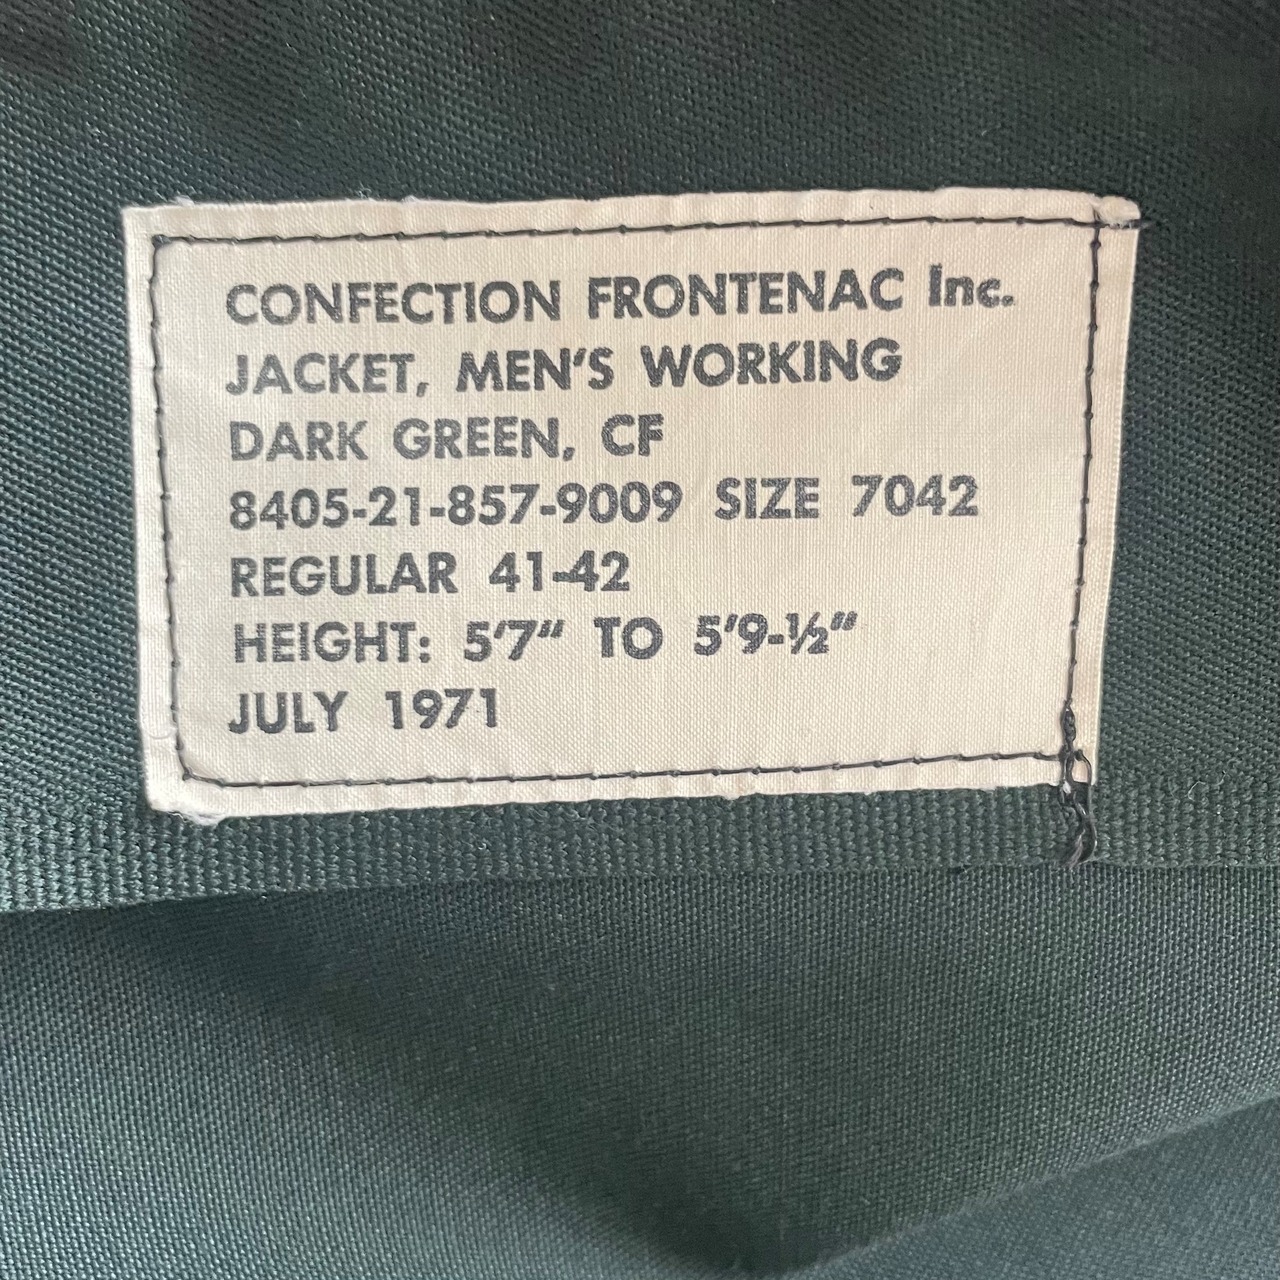 CONFECTION FRONTENAC Inc.
JACKET, MEN'S WORKING
DARK GREEN, CF
8405-21-857-9009 SIZE 7042
REGULAR 41-42
HEIGHT: 5'7" TO 5'9-½"
JULY 1971